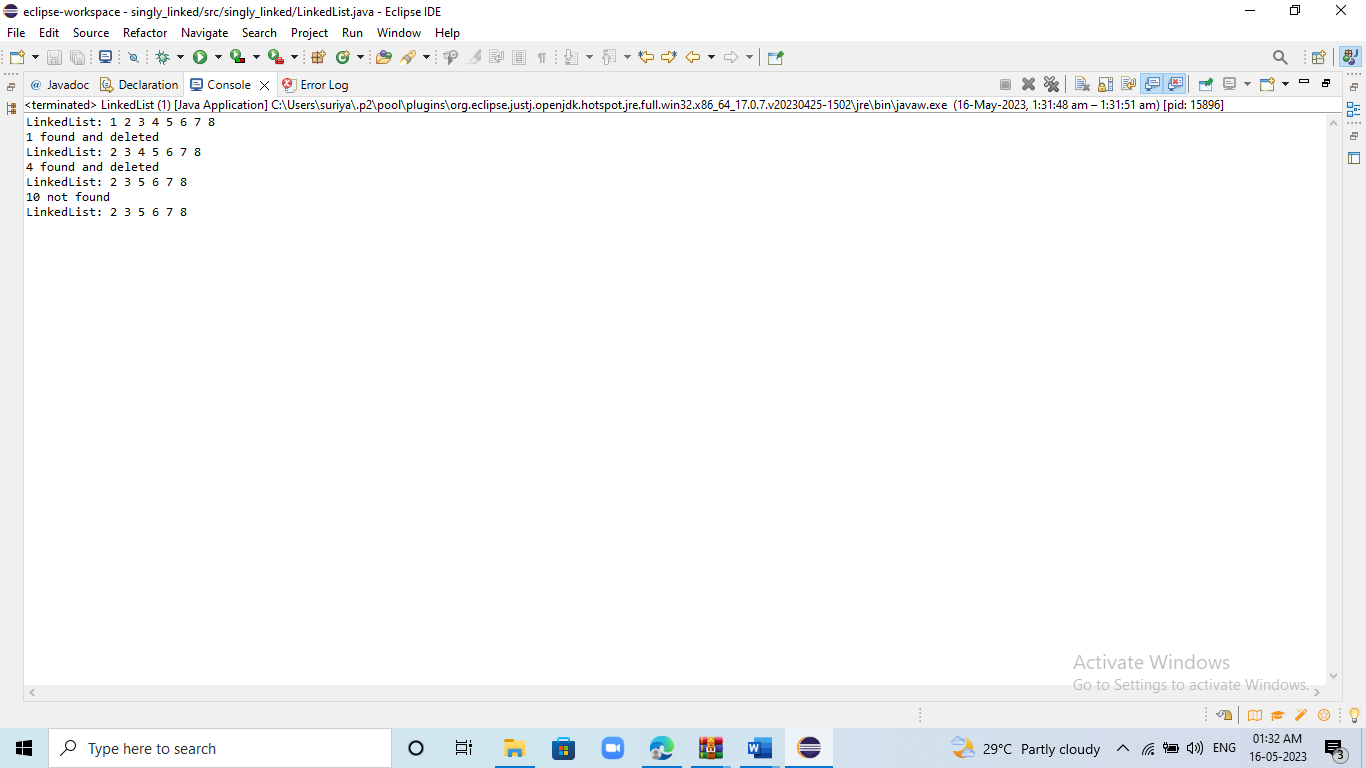 eclipse-workspace - singly_linked/src/singly_linked/LinkedList.java - Eclipse IDE
File Edit Source Refactor Navigate Search Project Run Window Help
@ Javadoc Declaration Console Error Log
<terminated> LinkedList (1) [Java Application] C:\Users\suriya\.p2\pool\plugins\org.eclipse.justj.openjdk.hotspot.jre.full.win32.x86_64_17.0.7.v20230425-1502\jre\bin\javaw.exe (16-May-2023, 1:31:48 am – 1:31:51 am) [pid: 15896]
LinkedList: 1 2 3 4 5 6 7 8
1 found and deleted
LinkedList: 2 3 4 5 6 7 8
4 found and deleted
LinkedList: 2 3 5 6 7 8
10 not found
LinkedList: 2 3 5 6 7 8
Activate Windows
Go to Settings to activate Windows.
Type here to search
29°C Partly cloudy
ENG
01:32 AM
16-05-2023
3